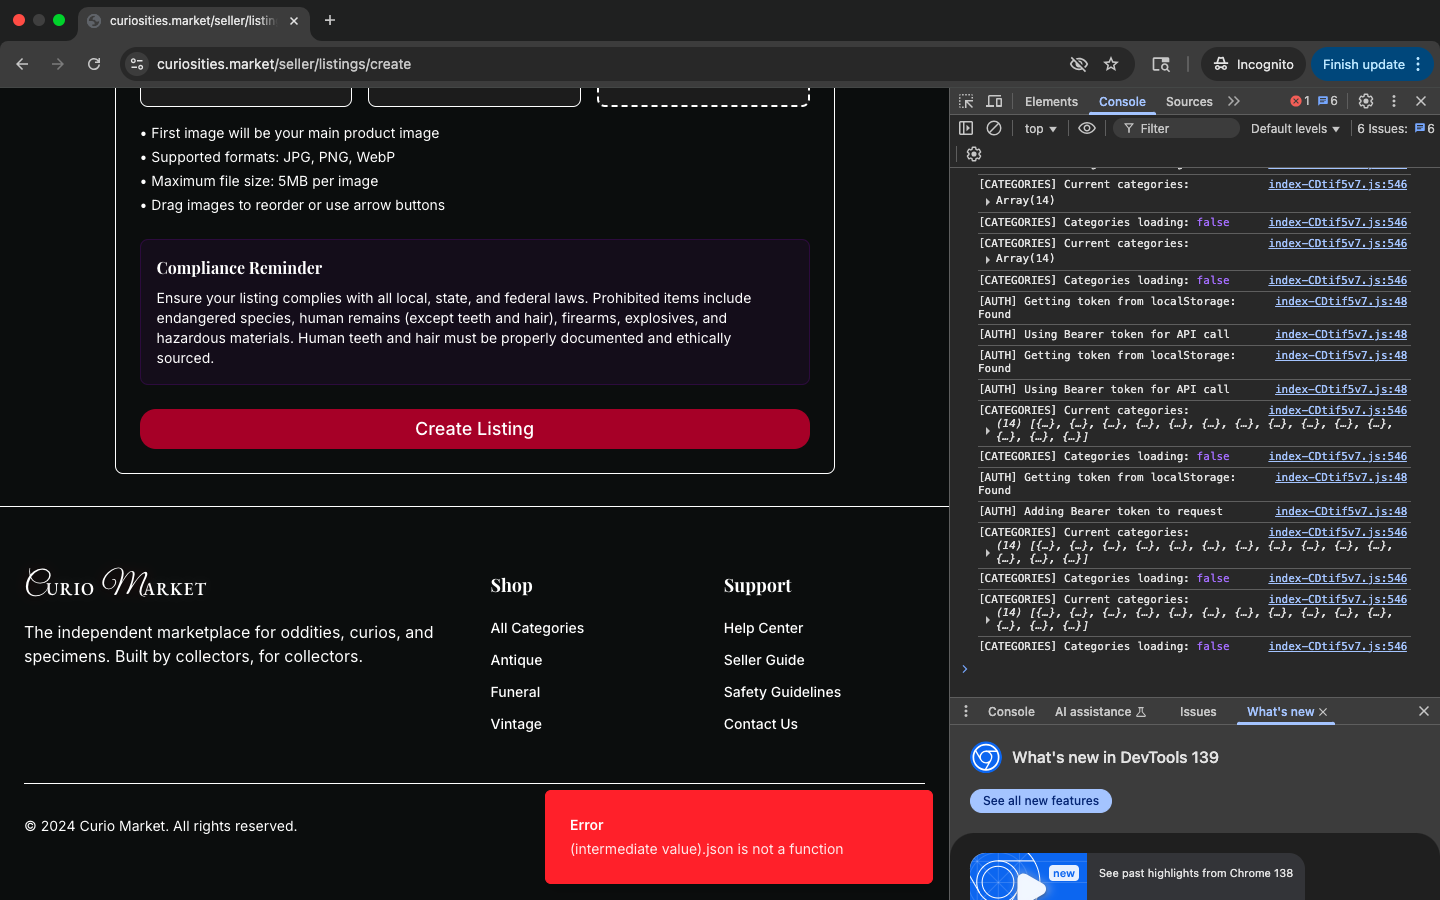 curiosities.market/seller/listin
curiosities.market/seller/listings/create
Incognito
Finish update
• First image will be your main product image
• Supported formats: JPG, PNG, WebP
• Maximum file size: 5MB per image
• Drag images to reorder or use arrow buttons
Compliance Reminder
Ensure your listing complies with all local, state, and federal laws. Prohibited items include
endangered species, human remains (except teeth and hair), firearms, explosives, and
hazardous materials. Human teeth and hair must be properly documented and ethically
sourced.
Create Listing
Curio Market
The independent marketplace for oddities, curios, and
specimens. Built by collectors, for collectors.
Shop
All Categories
Antique
Funeral
Vintage
Support
Help Center
Seller Guide
Safety Guidelines
Contact Us
© 2024 Curio Market. All rights reserved.
Error
(intermediate value).json is not a function
Elements Console Sources 1 6
top Filter Default levels 6 Issues: 6
[CATEGORIES] Current categories: index-CDtif5v7.js:546
Array(14)
[CATEGORIES] Categories loading: false index-CDtif5v7.js:546
[CATEGORIES] Current categories: index-CDtif5v7.js:546
Array(14)
[CATEGORIES] Categories loading: false index-CDtif5v7.js:546
[AUTH] Getting token from localStorage: index-CDtif5v7.js:48
Found
[AUTH] Using Bearer token for API call index-CDtif5v7.js:48
[AUTH] Getting token from localStorage: index-CDtif5v7.js:48
Found
[AUTH] Using Bearer token for API call index-CDtif5v7.js:48
[CATEGORIES] Current categories: index-CDtif5v7.js:546
(14) [{…}, {…}, {…}, {…}, {…}, {…}, {…}, {…}, {…}, {…}, {…},
{…}, {…}, {…}]
[CATEGORIES] Categories loading: false index-CDtif5v7.js:546
[AUTH] Getting token from localStorage: index-CDtif5v7.js:48
Found
[AUTH] Adding Bearer token to request index-CDtif5v7.js:48
[CATEGORIES] Current categories: index-CDtif5v7.js:546
(14) [{…}, {…}, {…}, {…}, {…}, {…}, {…}, {…}, {…}, {…}, {…},
{…}, {…}, {…}]
[CATEGORIES] Categories loading: false index-CDtif5v7.js:546
[CATEGORIES] Current categories: index-CDtif5v7.js:546
(14) [{…}, {…}, {…}, {…}, {…}, {…}, {…}, {…}, {…}, {…}, {…},
{…}, {…}, {…}]
[CATEGORIES] Categories loading: false index-CDtif5v7.js:546
Console AI assistance Issues What's new
What's new in DevTools 139
See all new features
new
See past highlights from Chrome 138